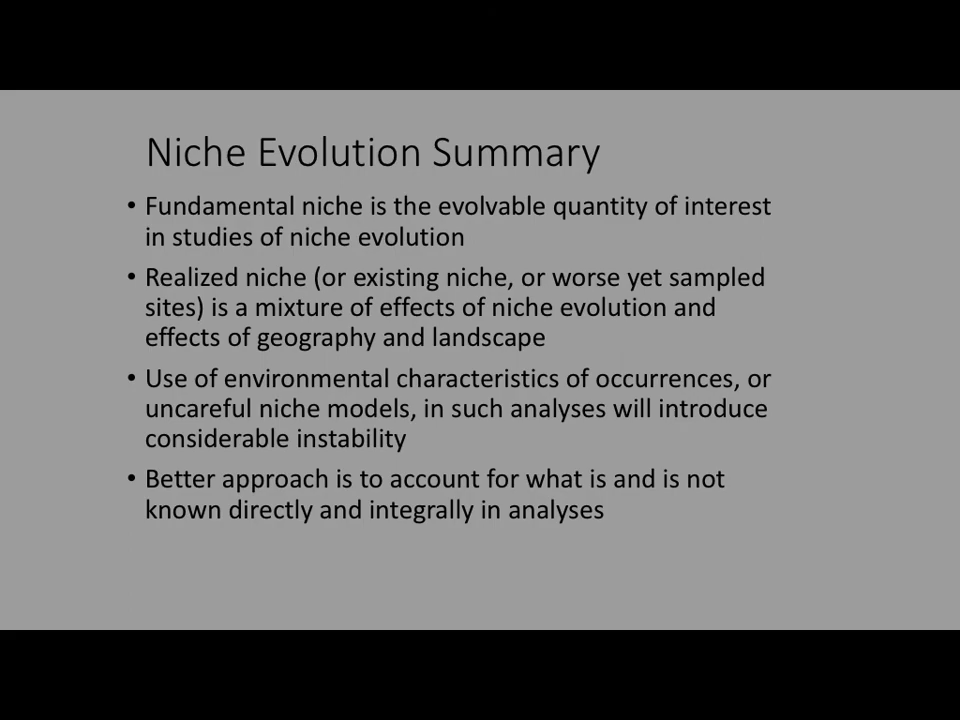 Niche Evolution Summary
• Fundamental niche is the evolvable quantity of interest
in studies of niche evolution
• Realized niche (or existing niche, or worse yet sampled
sites) is a mixture of effects of niche evolution and
effects of geography and landscape
• Use of environmental characteristics of occurrences, or
uncareful niche models, in such analyses will introduce
considerable instability
• Better approach is to account for what is and is not
known directly and integrally in analyses